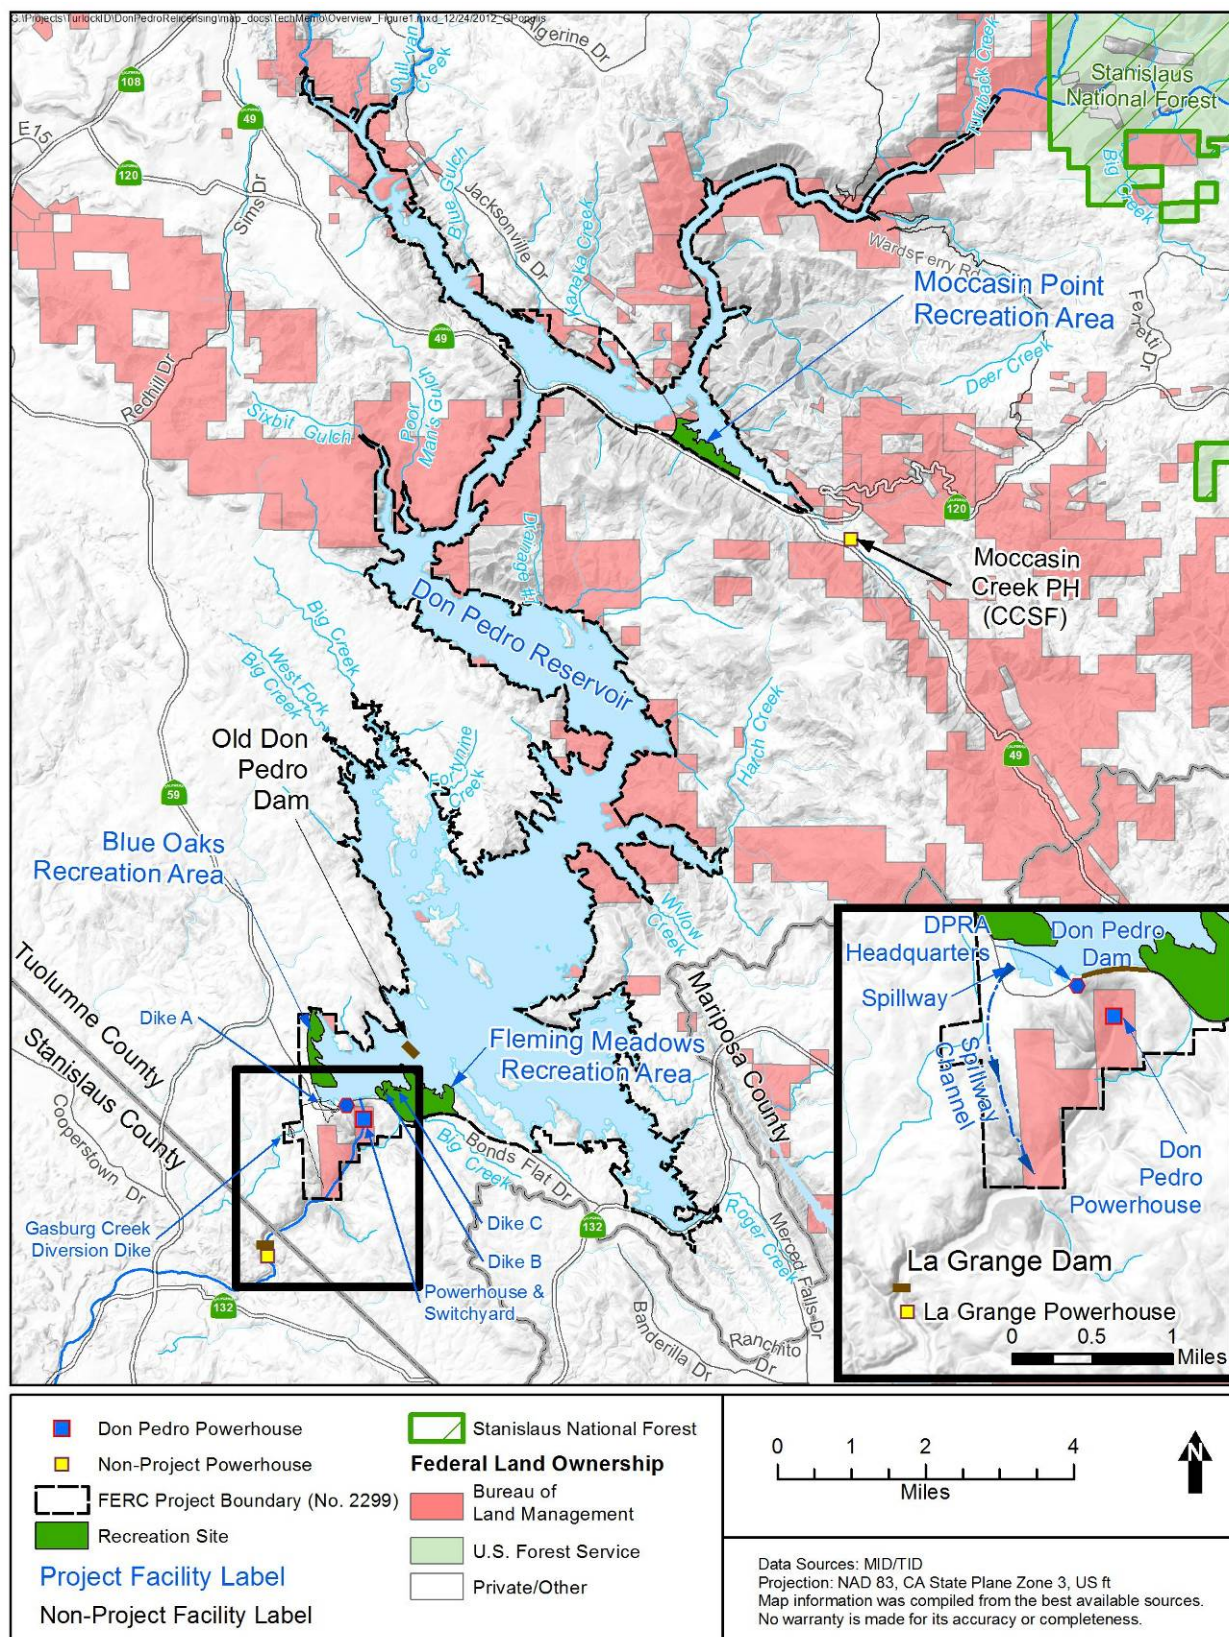 G:\Projects\TurlockID\DonPedroRelicensing\map_docs\TechMemo\Overview_Figure1.mxd_12/24/2012_GPongis
Algerine Dr
Sullivan
Creek
108
49
E15
120
Sims Dr
Blue Gulch
Jacksonville Dr
Kanaka Creek
Turnback Creek
Stanislaus
National Forest
Big
Creek
Wards Ferry Rd
Moccasin Point
Recreation Area
Ferretti Dr
Deer Creek
49
Redhill Dr
Sixbit Gulch
Poor
Man's Gulch
Drainage #1
120
Moccasin
Creek PH
(CCSF)
Don Pedro Reservoir
Big Creek
West Fork
Big Creek
Hatch Creek
49
Old Don
Pedro
Dam
Fortynine
Creek
59
Blue Oaks
Recreation Area
Willow
Creek
Tuolumne County
Stanislaus County
Mariposa County
Dike A
Fleming Meadows
Recreation Area
Cooperstown Dr
Big
Creek
Bonds Flat Dr
Gasburg Creek
Diversion Dike
Dike C
Dike B
Powerhouse &
Switchyard
132
132
Rogers Creek
Merced Falls Dr
Banderilla Dr
Ranchito
Dr
DPRA
Headquarters
Don Pedro
Dam
Spillway
Spillway
Channel
Don
Pedro
Powerhouse
La Grange Dam
La Grange Powerhouse
0 0.5 1
Miles
Don Pedro Powerhouse
Non-Project Powerhouse
FERC Project Boundary (No. 2299)
Recreation Site
Project Facility Label
Non-Project Facility Label
Stanislaus National Forest
Federal Land Ownership
Bureau of
Land Management
U.S. Forest Service
Private/Other
0 1 2 4
Miles
N
Data Sources: MID/TID
Projection: NAD 83, CA State Plane Zone 3, US ft
Map information was compiled from the best available sources.
No warranty is made for its accuracy or completeness.